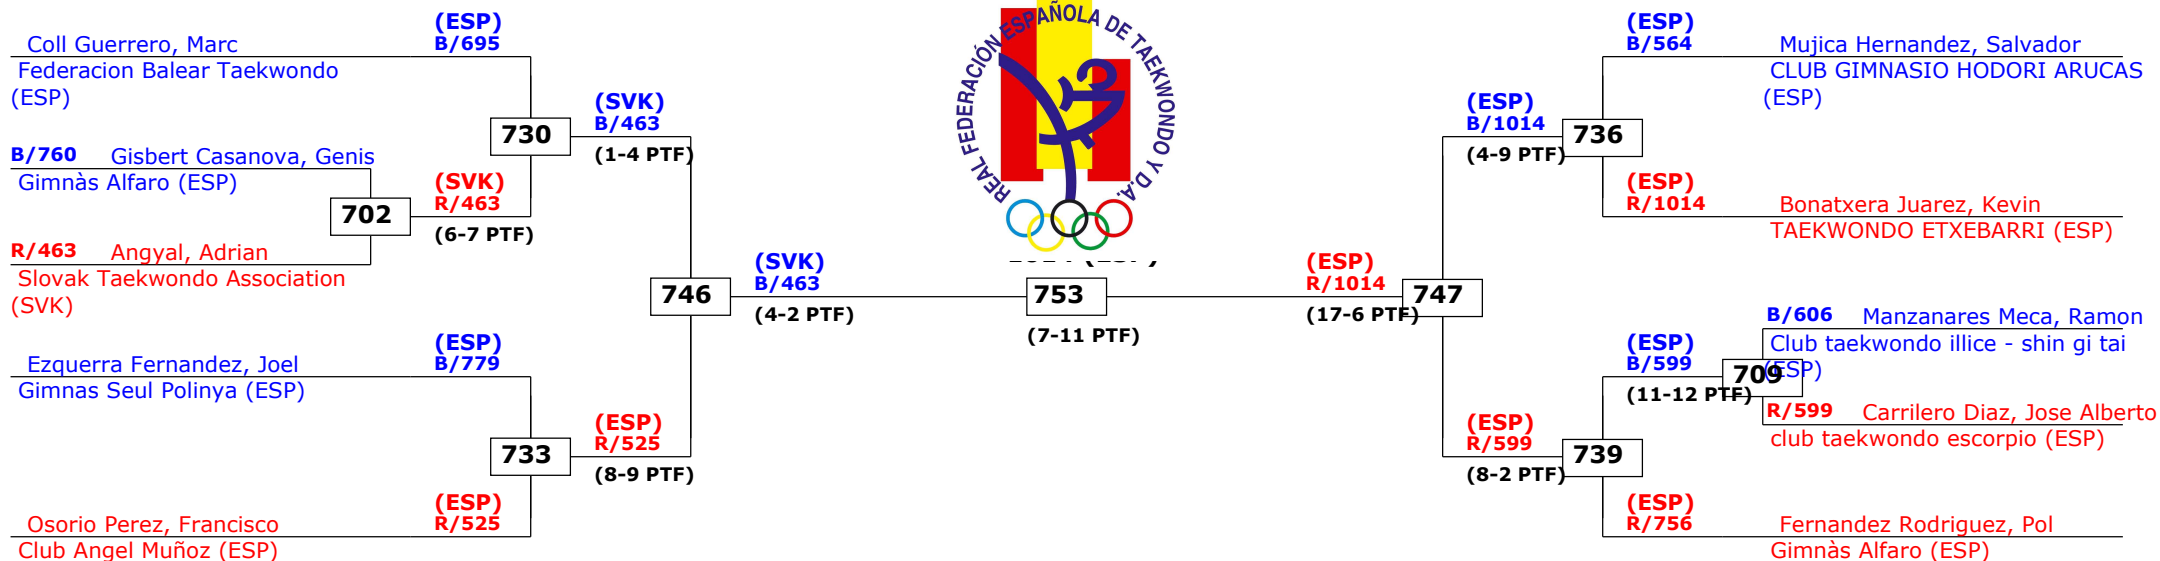 (ESP)
B/695
Coll Guerrero, Marc
Federacion Balear Taekwondo
(ESP)
730
(SVK)
B/463
(1-4 PTF)
B/760 Gisbert Casanova, Genis
Gimnàs Alfaro (ESP)
702
(SVK)
R/463
(6-7 PTF)
R/463 Angyal, Adrian
Slovak Taekwondo Association
(SVK)
746
(SVK)
B/463
(4-2 PTF)
(ESP)
B/779
Ezquerra Fernandez, Joel
Gimnas Seul Polinya (ESP)
733
(ESP)
R/525
(8-9 PTF)
(ESP)
R/525
Osorio Perez, Francisco
Club Angel Muñoz (ESP)
REAL FEDERACIÓN ESPAÑOLA DE TAEKWONDO Y D.A.
753
(7-11 PTF)
(ESP)
R/1014
(17-6 PTF)
747
(ESP)
B/1014
(4-9 PTF)
736
(ESP)
B/564
Mujica Hernandez, Salvador
CLUB GIMNASIO HODORI ARUCAS
(ESP)
(ESP)
R/1014
Bonatxera Juarez, Kevin
TAEKWONDO ETXEBARRI (ESP)
B/606 Manzanares Meca, Ramon
Club taekwondo illice - shin gi tai
(ESP)
709
(ESP)
B/599
(11-12 PTF)
R/599 Carrilero Diaz, Jose Alberto
club taekwondo escorpio (ESP)
(ESP)
R/599
(8-2 PTF)
739
(ESP)
R/756
Fernandez Rodriguez, Pol
Gimnàs Alfaro (ESP)